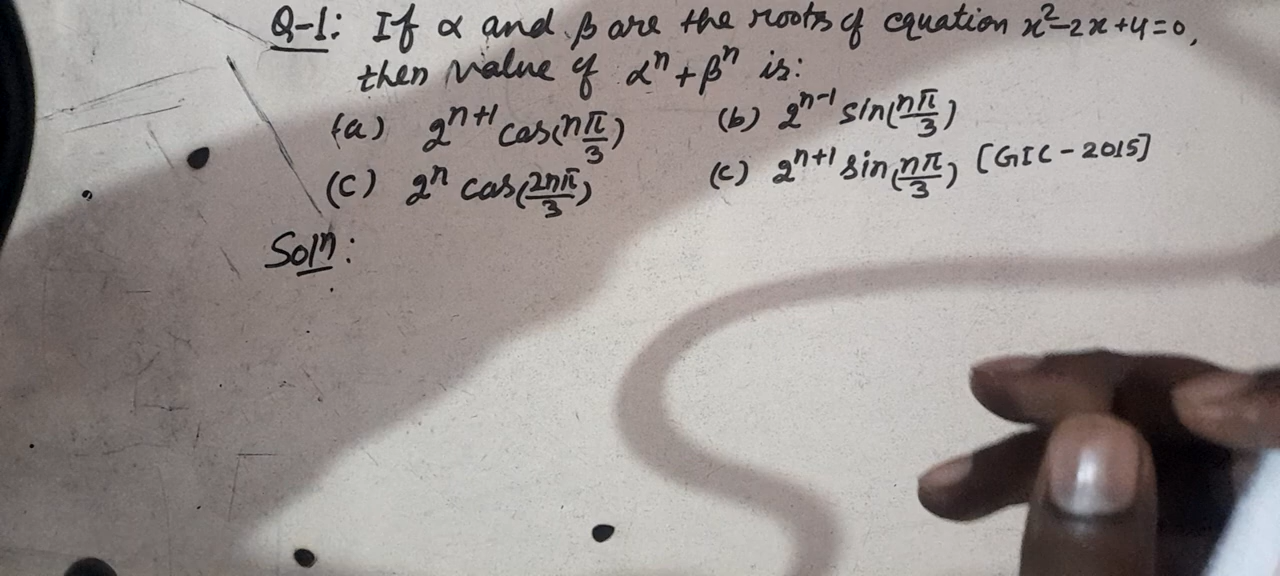 Q-1: If α and β are the roots of equation x²-2x+4=0,
then value of αⁿ+βⁿ is:
(a) 2ⁿ⁺¹ cos(nπ/3) (b) 2ⁿ⁻¹ sin(nπ/3)
(c) 2ⁿ cos(2nπ/3) (c) 2ⁿ⁺¹ sin(nπ/3) [GIC-2015]
Solⁿ: